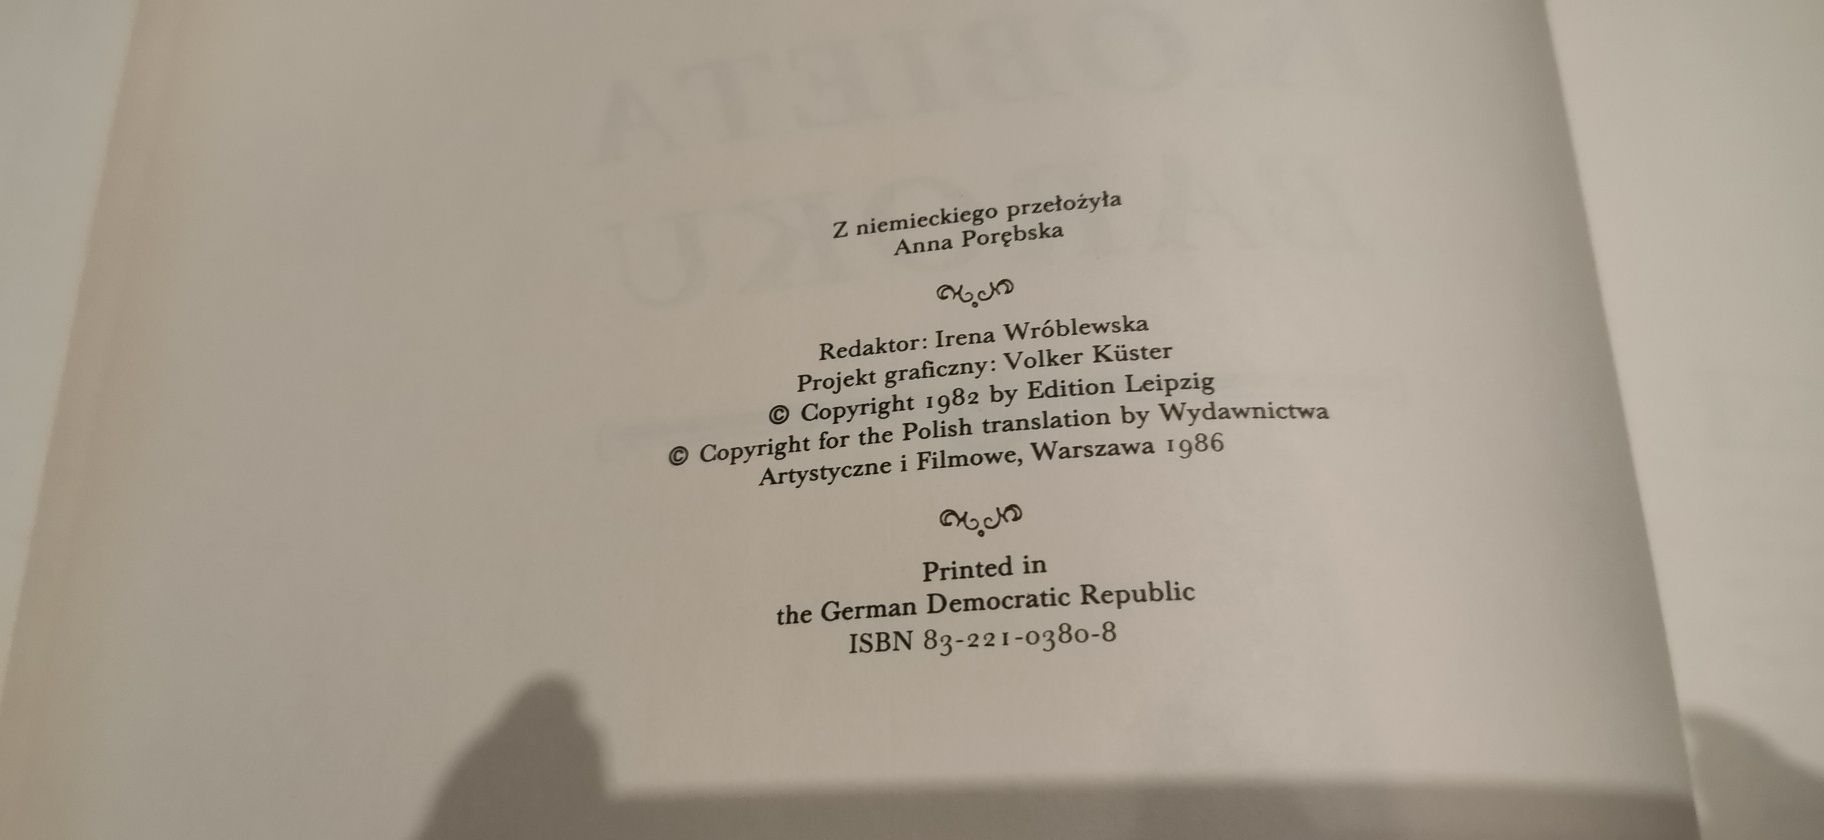 Z niemieckiego przełożyła
Anna Porębska
Redaktor: Irena Wróblewska
Projekt graficzny: Volker Küster
© Copyright 1982 by Edition Leipzig
© Copyright for the Polish translation by Wydawnictwa
Artystyczne i Filmowe, Warszawa 1986
Printed in
the German Democratic Republic
ISBN 83-221-0380-8
KOBIETA
BAROKU